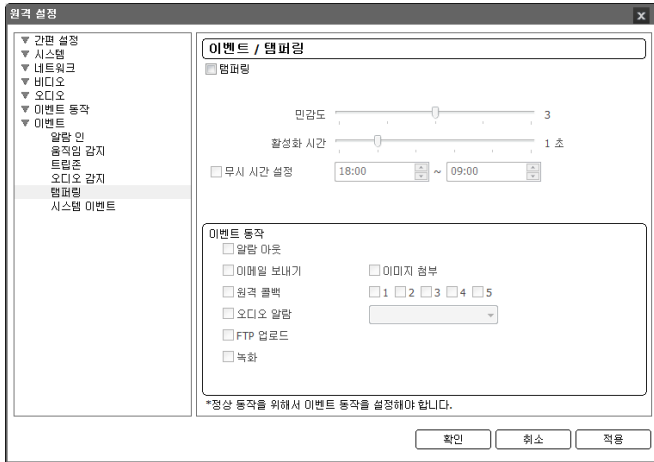 원격 설정
간편 설정
시스템
네트워크
비디오
오디오
이벤트 동작
이벤트
알람 인
움직임 감지
트립존
오디오 감지
탬퍼링
시스템 이벤트
이벤트 / 탬퍼링
탬퍼링
민감도 3
활성화 시간 1 초
무시 시간 설정 18:00 ~ 09:00
이벤트 동작
알람 아웃
이메일 보내기 이미지 첨부
원격 콜백 1 2 3 4 5
오디오 알람
FTP 업로드
녹화
*정상 동작을 위해서 이벤트 동작을 설정해야 합니다.
확인 취소 적용